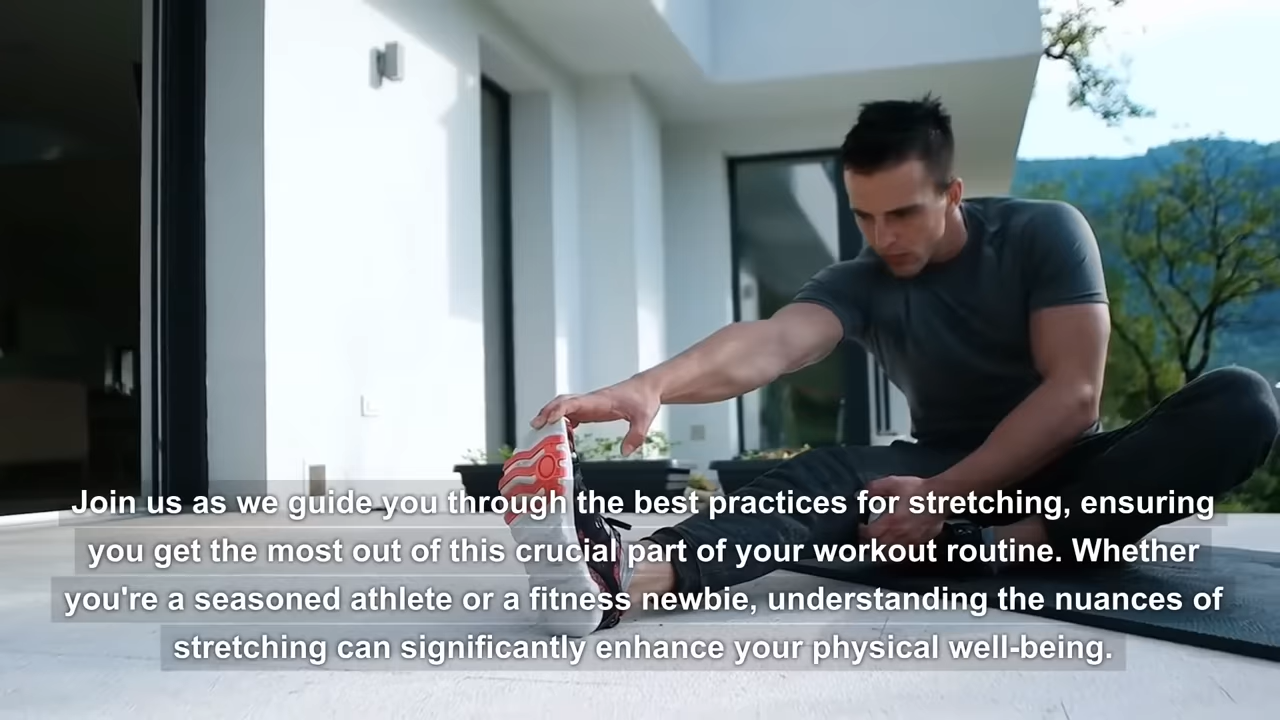 Join us as we guide you through the best practices for stretching, ensuring
you get the most out of this crucial part of your workout routine. Whether
you're a seasoned athlete or a fitness newbie, understanding the nuances of
stretching can significantly enhance your physical well-being.